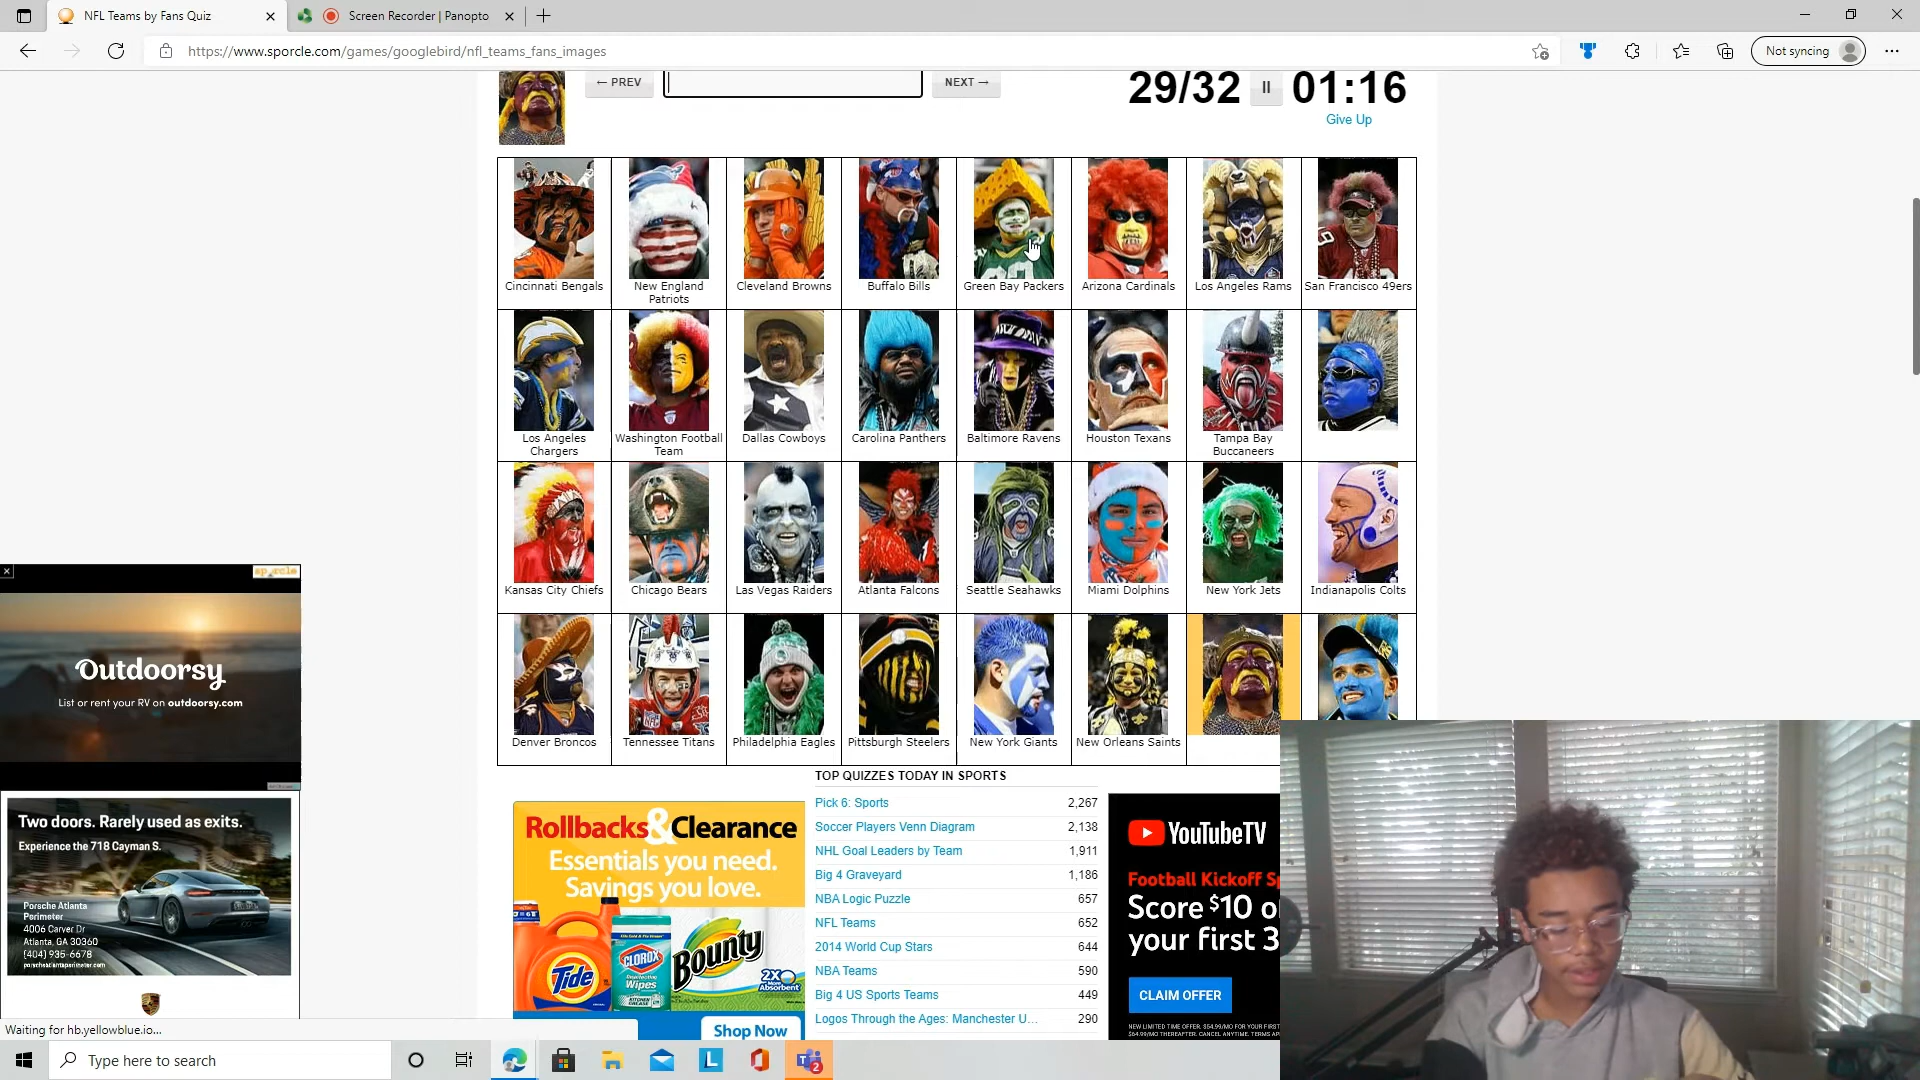 NFL Teams by Fans Quiz
Screen Recorder | Panopto
https://www.sporcle.com/games/googlebird/nfl_teams_fans_images
Not syncing
← PREV
NEXT →
29/32
01:16
Give Up
Cincinnati Bengals
New England Patriots
Cleveland Browns
Buffalo Bills
Green Bay Packers
Arizona Cardinals
Los Angeles Rams
San Francisco 49ers
Los Angeles Chargers
Washington Football Team
Dallas Cowboys
Carolina Panthers
Baltimore Ravens
Houston Texans
Tampa Bay Buccaneers
Kansas City Chiefs
Chicago Bears
Las Vegas Raiders
Atlanta Falcons
Seattle Seahawks
Miami Dolphins
New York Jets
Indianapolis Colts
Denver Broncos
Tennessee Titans
Philadelphia Eagles
Pittsburgh Steelers
New York Giants
New Orleans Saints
sporcle
Outdoorsy
List or rent your RV on outdoorsy.com
Two doors. Rarely used as exits.
Experience the 718 Cayman S.
Porsche Atlanta
Perimeter
4006 Carver Dr
Atlanta, GA 30360
(404) 935-6678
porscheatlantaperimeter.com
Rollbacks & Clearance
Essentials you need.
Savings you love.
Tide
CLOROX
Disinfecting
Wipes
Bounty
2X
More
Absorbent
Shop Now
TOP QUIZZES TODAY IN SPORTS
Pick 6: Sports 2,267
Soccer Players Venn Diagram 2,138
NHL Goal Leaders by Team 1,911
Big 4 Graveyard 1,186
NBA Logic Puzzle 657
NFL Teams 652
2014 World Cup Stars 644
NBA Teams 590
Big 4 US Sports Teams 449
Logos Through the Ages: Manchester U... 290
YouTubeTV
Football Kickoff Sp
Score $10 o
your first 3
CLAIM OFFER
Waiting for hb.yellowblue.io...
Type here to search
2